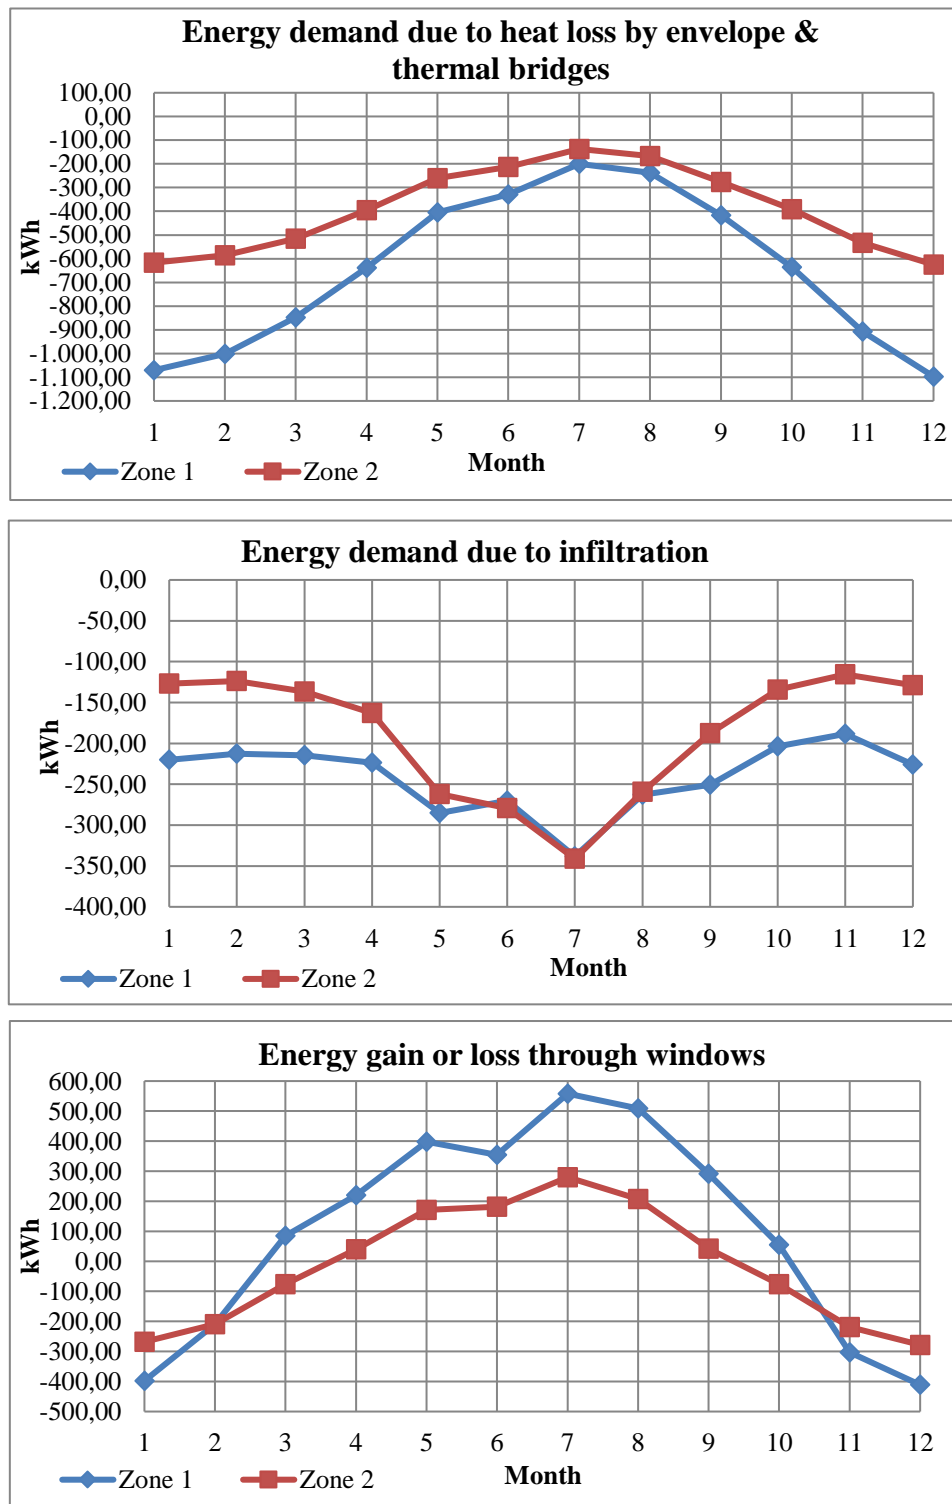 Energy demand due to heat loss by envelope &
thermal bridges
100,00
0,00
-100,00
-200,00
-300,00
-400,00
-500,00
-600,00
-700,00
-800,00
-900,00
-1.000,00
-1.100,00
-1.200,00
kWh
1 2 3 4 5 6 7 8 9 10 11 12
Month
Zone 1 Zone 2
Energy demand due to infiltration
0,00
-50,00
-100,00
-150,00
-200,00
-250,00
-300,00
-350,00
-400,00
kWh
1 2 3 4 5 6 7 8 9 10 11 12
Month
Zone 1 Zone 2
Energy gain or loss through windows
600,00
500,00
400,00
300,00
200,00
100,00
0,00
-100,00
-200,00
-300,00
-400,00
-500,00
kWh
1 2 3 4 5 6 7 8 9 10 11 12
Month
Zone 1 Zone 2